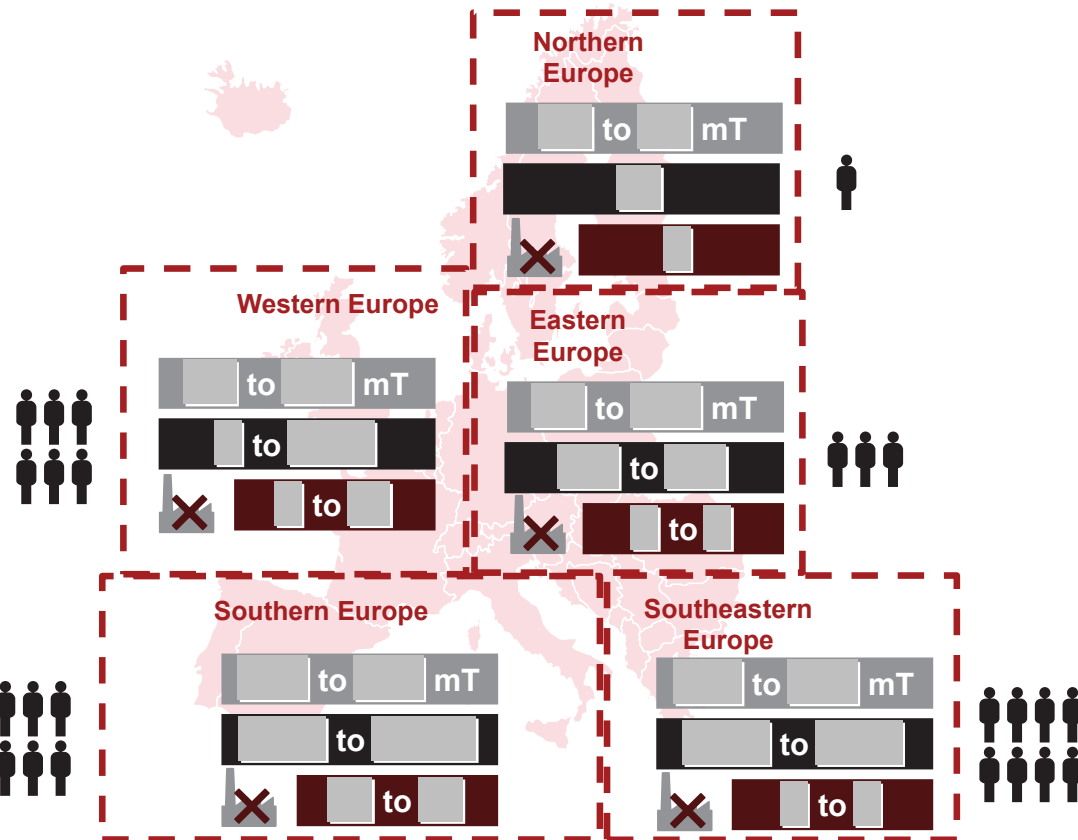 Northern
Europe
to mT
Western Europe
to mT
to
to
Eastern
Europe
to mT
to
to
Southern Europe
to mT
to
to
Southeastern
Europe
to mT
to
to